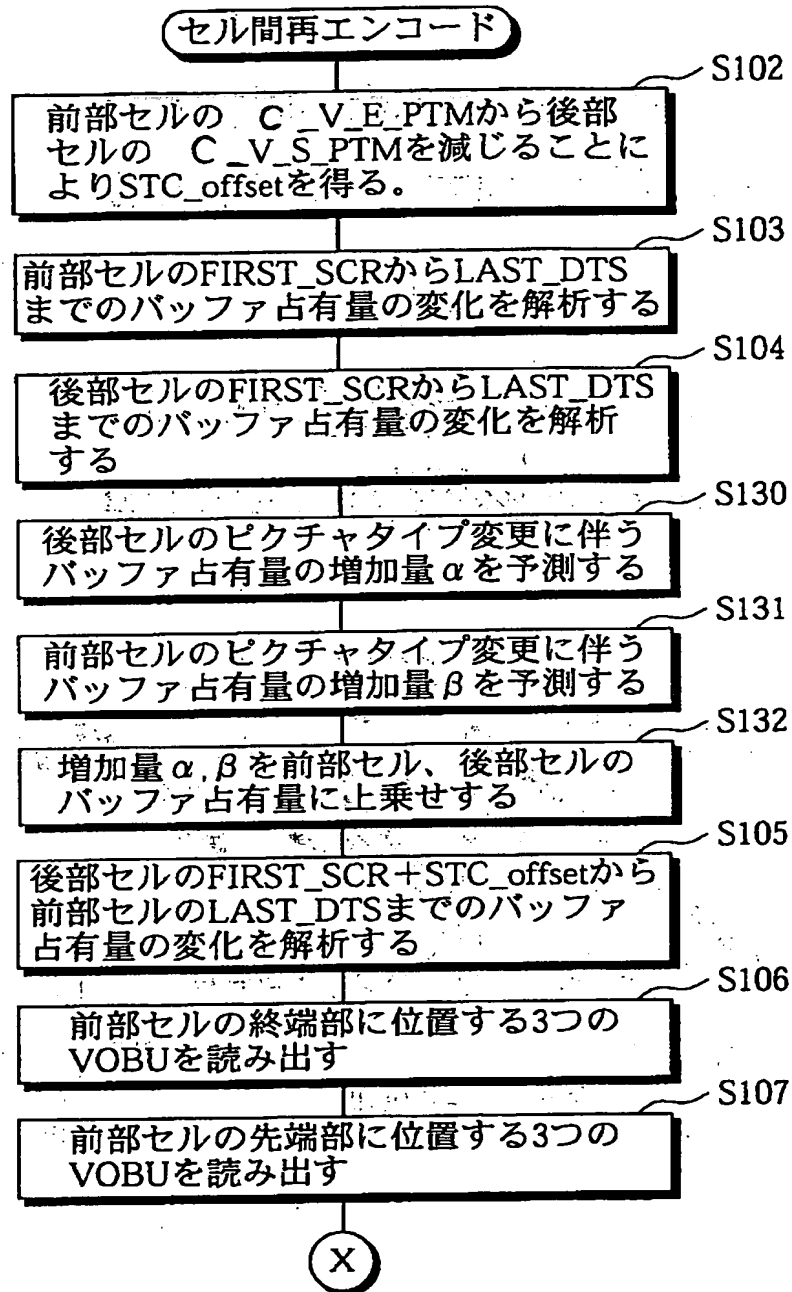 セル間再エンコード
S102
前部セルの C_V_E_PTMから後部
セルの C_V_S_PTMを減じることに
よりSTC_offsetを得る。
S103
前部セルのFIRST_SCRからLAST_DTS
までのバッファ占有量の変化を解析する
S104
後部セルのFIRST_SCRからLAST_DTS
までのバッファ占有量の変化を解析
する
S130
後部セルのピクチャタイプ変更に伴う
バッファ占有量の増加量αを予測する
S131
前部セルのピクチャタイプ変更に伴う
バッファ占有量の増加量βを予測する
S132
増加量α,βを前部セル、後部セルの
バッファ占有量に上乗せする
S105
後部セルのFIRST_SCR+STC_offsetから
前部セルのLAST_DTSまでのバッファ
占有量の変化を解析する
S106
前部セルの終端部に位置する3つの
VOBUを読み出す
S107
前部セルの先端部に位置する3つの
VOBUを読み出す
X